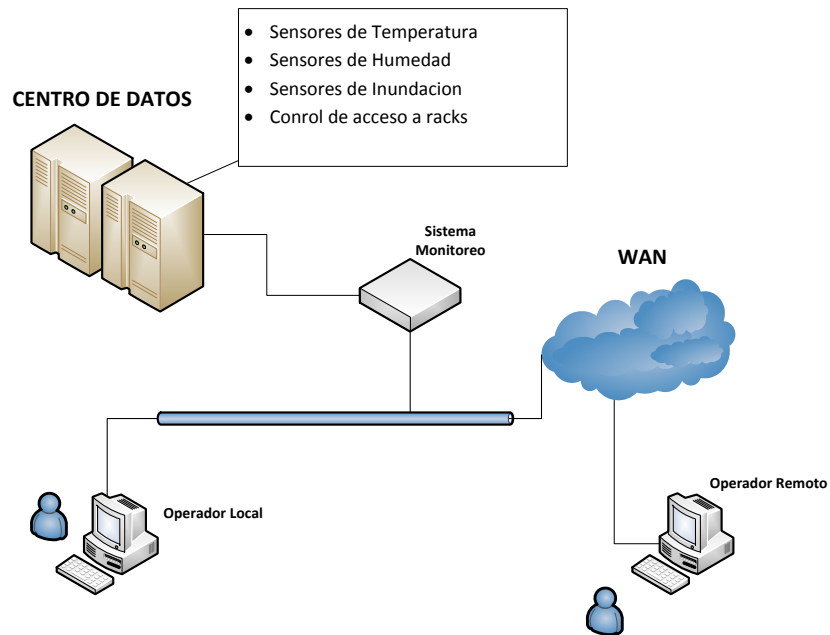 • Sensores de Temperatura
• Sensores de Humedad
• Sensores de Inundacion
• Conrol de acceso a racks
CENTRO DE DATOS
Sistema
Monitoreo
WAN
Operador Local
Operador Remoto